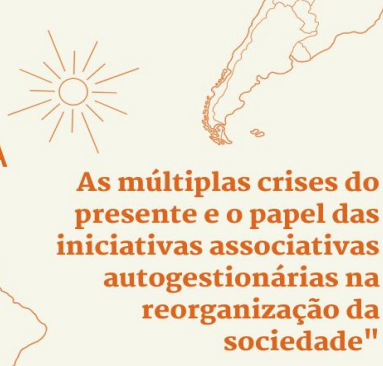 As múltiplas crises do
presente e o papel das
iniciativas associativas
autogestionárias na
reorganização da
sociedade"